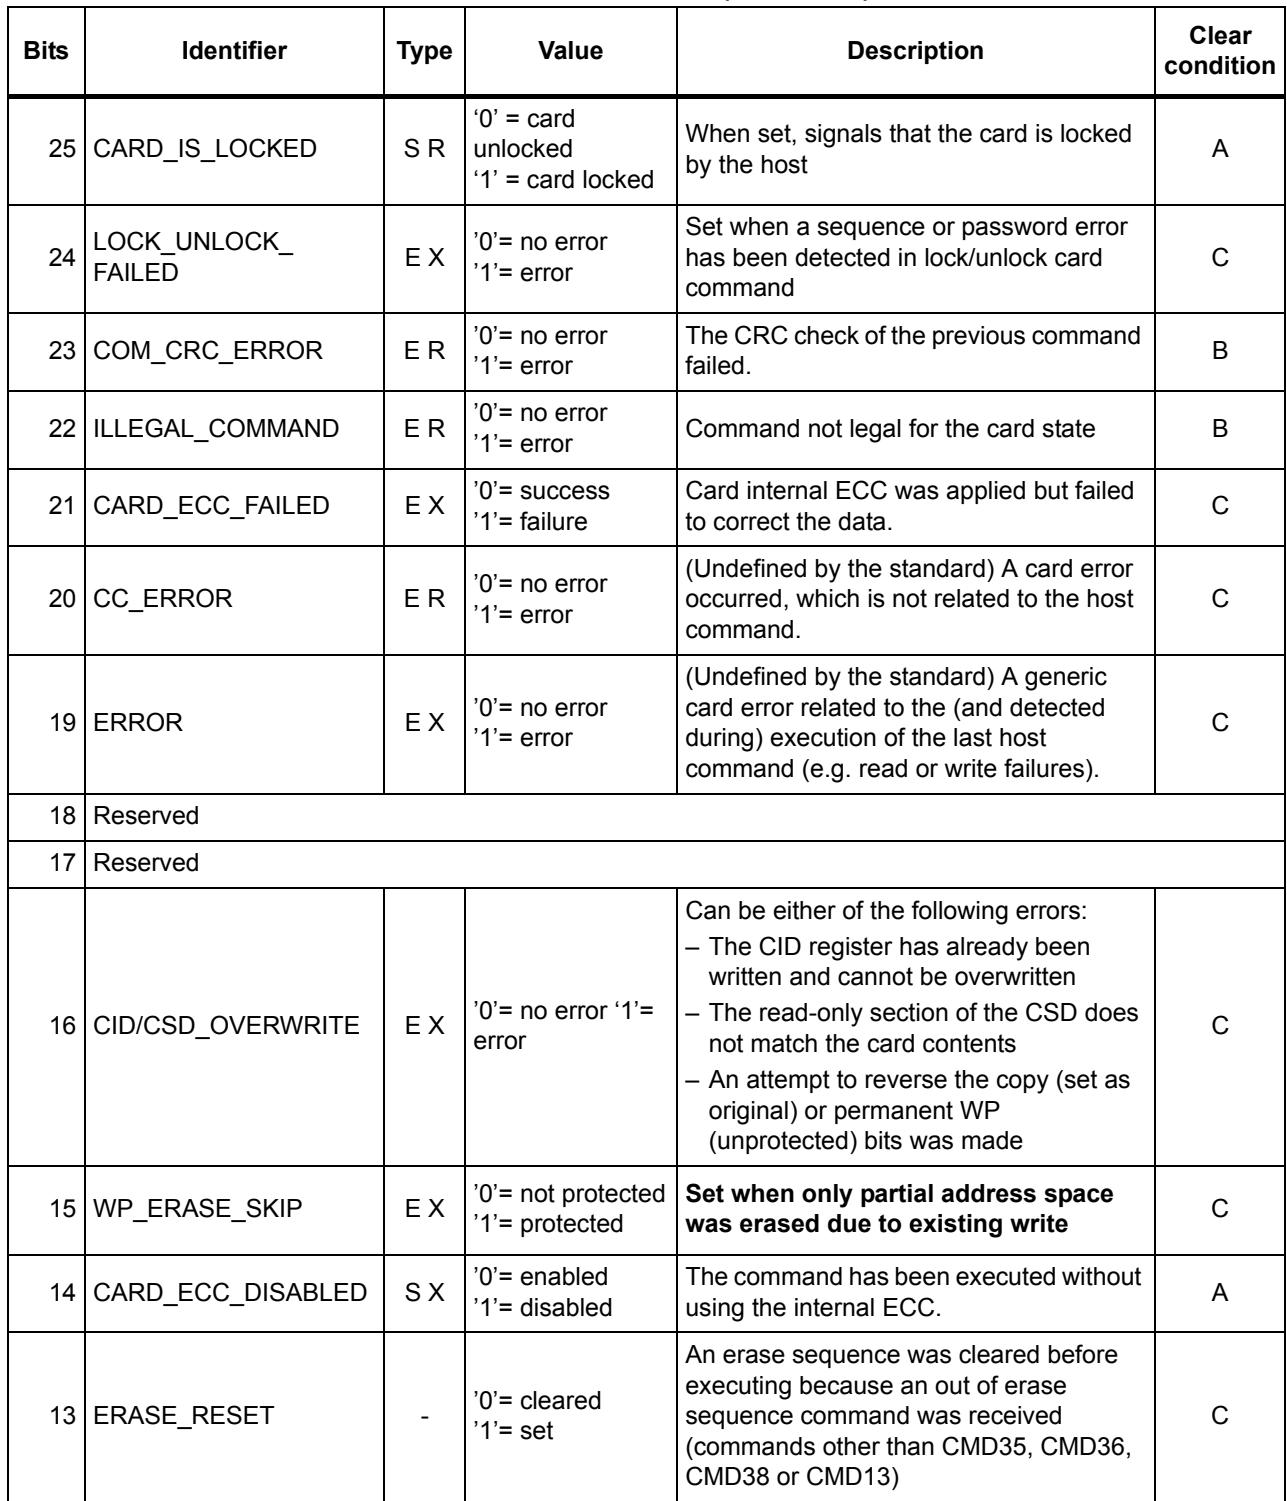 Bits Identifier Type Value Description Clear condition
25 CARD_IS_LOCKED S R ‘0’ = card unlocked ‘1’ = card locked When set, signals that the card is locked by the host A
24 LOCK_UNLOCK_ FAILED E X ’0’= no error ’1’= error Set when a sequence or password error has been detected in lock/unlock card command C
23 COM_CRC_ERROR E R ’0’= no error ’1’= error The CRC check of the previous command failed. B
22 ILLEGAL_COMMAND E R ’0’= no error ’1’= error Command not legal for the card state B
21 CARD_ECC_FAILED E X ’0’= success ’1’= failure Card internal ECC was applied but failed to correct the data. C
20 CC_ERROR E R ’0’= no error ’1’= error (Undefined by the standard) A card error occurred, which is not related to the host command. C
19 ERROR E X ’0’= no error ’1’= error (Undefined by the standard) A generic card error related to the (and detected during) execution of the last host command (e.g. read or write failures). C
18 Reserved
17 Reserved
16 CID/CSD_OVERWRITE E X ’0’= no error ‘1’= error Can be either of the following errors:
– The CID register has already been written and cannot be overwritten
– The read-only section of the CSD does not match the card contents
– An attempt to reverse the copy (set as original) or permanent WP (unprotected) bits was made C
15 WP_ERASE_SKIP E X ’0’= not protected ’1’= protected Set when only partial address space was erased due to existing write C
14 CARD_ECC_DISABLED S X ’0’= enabled ’1’= disabled The command has been executed without using the internal ECC. A
13 ERASE_RESET - ’0’= cleared ’1’= set An erase sequence was cleared before executing because an out of erase sequence command was received (commands other than CMD35, CMD36, CMD38 or CMD13) C